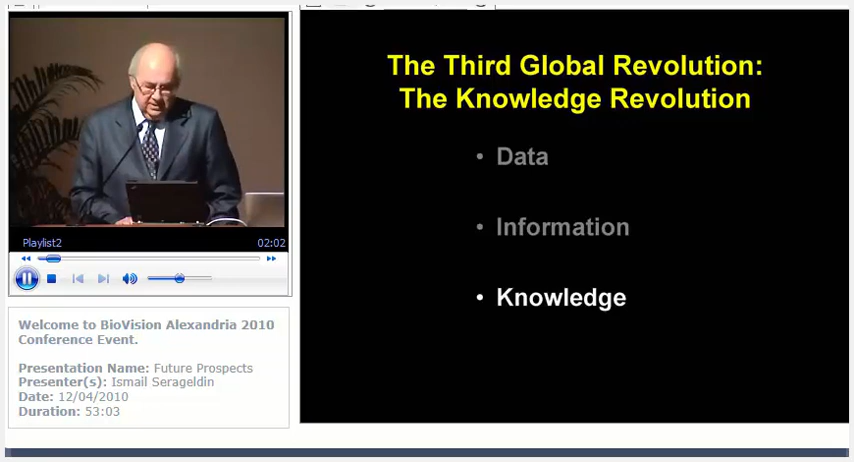 The Third Global Revolution:
The Knowledge Revolution
• Data
• Information
• Knowledge
Playlist2
02:02
Welcome to BioVision Alexandria 2010
Conference Event.
Presentation Name: Future Prospects
Presenter(s): Ismail Serageldin
Date: 12/04/2010
Duration: 53:03